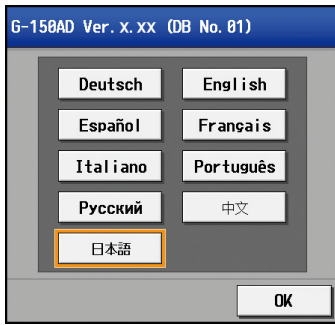 G-150AD Ver. X. XX (DB No. 01)
Deutsch English
Español Français
Italiano Português
Русский 中文
日本語
OK